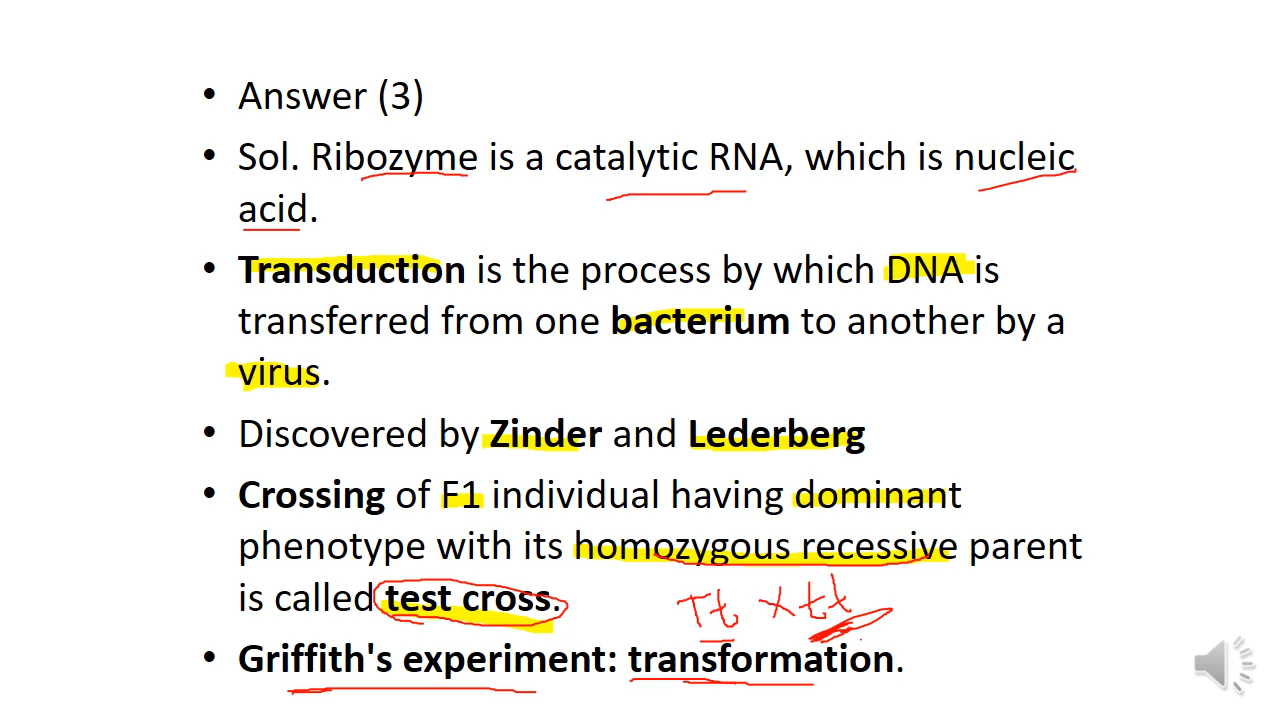 • Answer (3)
• Sol. Ribozyme is a catalytic RNA, which is nucleic
acid.
• Transduction is the process by which DNA is
transferred from one bacterium to another by a
virus.
• Discovered by Zinder and Lederberg
• Crossing of F1 individual having dominant
phenotype with its homozygous recessive parent
is called test cross.
Tt × tt
• Griffith's experiment: transformation.